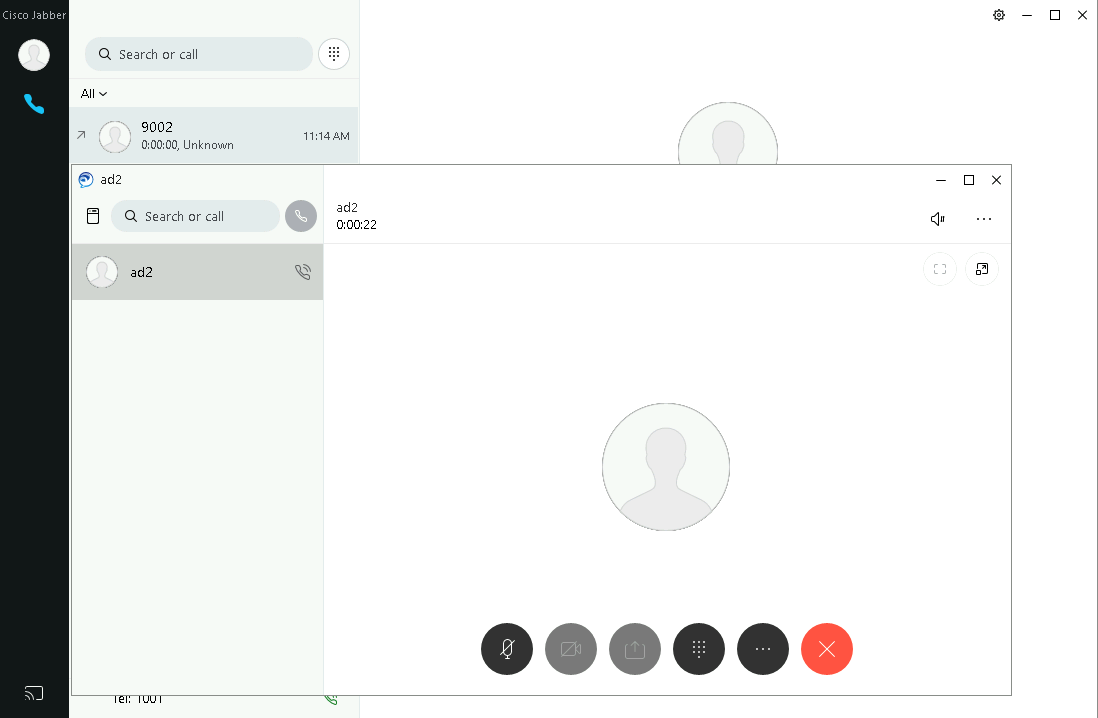 Cisco Jabber
Search or call
All
9002
0:00:00, Unknown
11:14 AM
ad2
Search or call
ad2
0:00:22
ad2
Tel: 1001